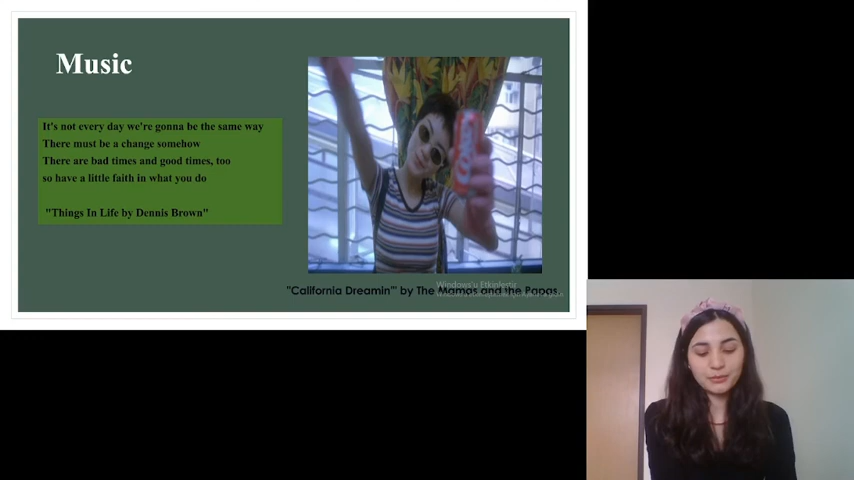 Music
It's not every day we're gonna be the same way
There must be a change somehow
There are bad times and good times, too
so have a little faith in what you do
"Things In Life by Dennis Brown"
Windows'u Etkinleştir
"California Dreamin'" by The Mamas and the Papas.